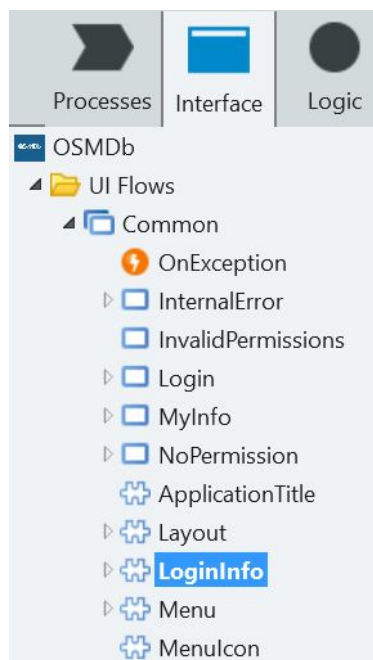 Processes Interface Logic
OSMDb
UI Flows
Common
OnException
InternalError
InvalidPermissions
Login
MyInfo
NoPermission
ApplicationTitle
Layout
LoginInfo
Menu
MenuIcon